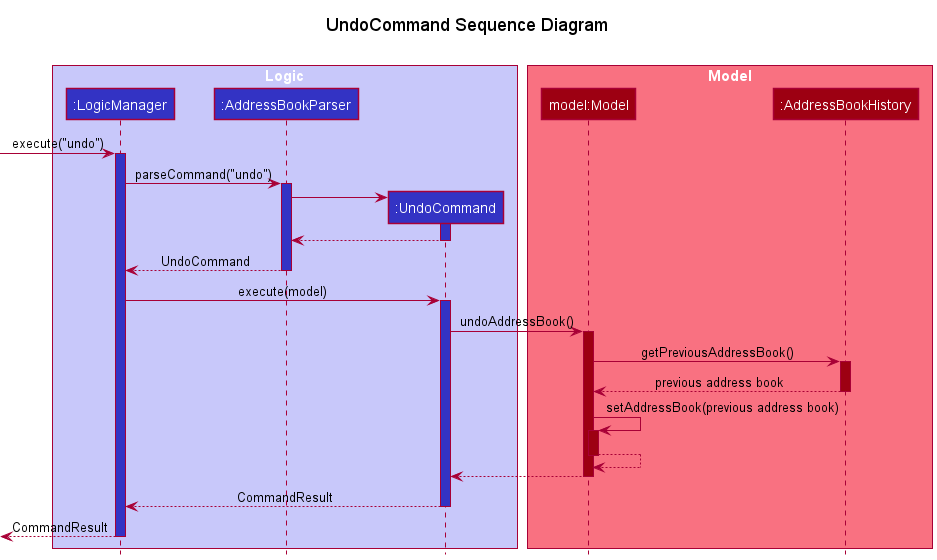 UndoCommand Sequence Diagram
Logic
Model
:LogicManager
:AddressBookParser
model:Model
:AddressBookHistory
execute("undo")
parseCommand("undo")
:UndoCommand
UndoCommand
execute(model)
undoAddressBook()
getPreviousAddressBook()
previous address book
setAddressBook(previous address book)
CommandResult
CommandResult